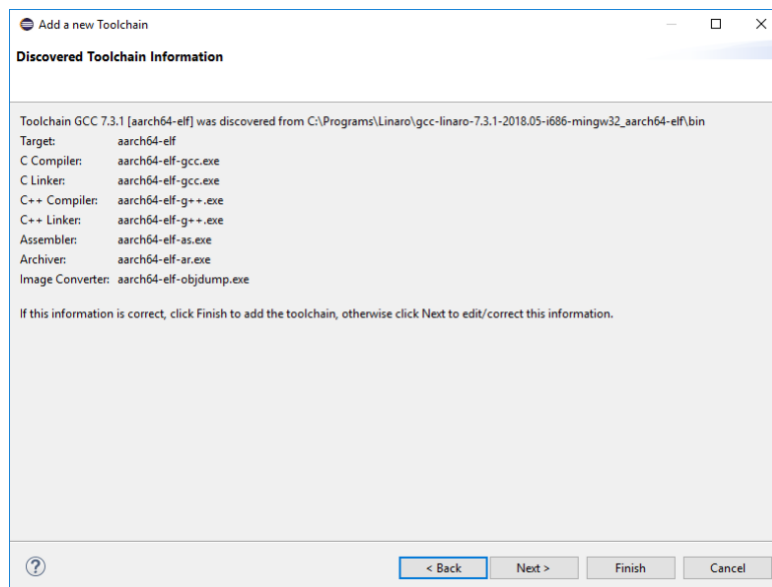 Add a new Toolchain
Discovered Toolchain Information
Toolchain GCC 7.3.1 [aarch64-elf] was discovered from C:\Programs\Linaro\gcc-linaro-7.3.1-2018.05-i686-mingw32_aarch64-elf\bin
Target: aarch64-elf
C Compiler: aarch64-elf-gcc.exe
C Linker: aarch64-elf-gcc.exe
C++ Compiler: aarch64-elf-g++.exe
C++ Linker: aarch64-elf-g++.exe
Assembler: aarch64-elf-as.exe
Archiver: aarch64-elf-ar.exe
Image Converter: aarch64-elf-objdump.exe
If this information is correct, click Finish to add the toolchain, otherwise click Next to edit/correct this information.
? < Back Next > Finish Cancel